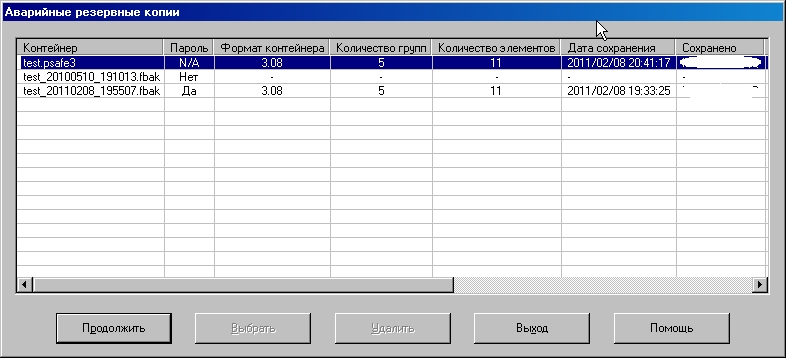 Аварийные резервные копии
Контейнер Пароль Формат контейнера Количество групп Количество элементов Дата сохранения Сохранено
test.psafe3 N/A 3.08 5 11 2011/02/08 20:41:17
test_20100510_191013.fbak Нет - - - - -
test_20110208_195507.fbak Да 3.08 5 11 2011/02/08 19:33:25
Продолжить Выбрать Удалить Выход Помощь